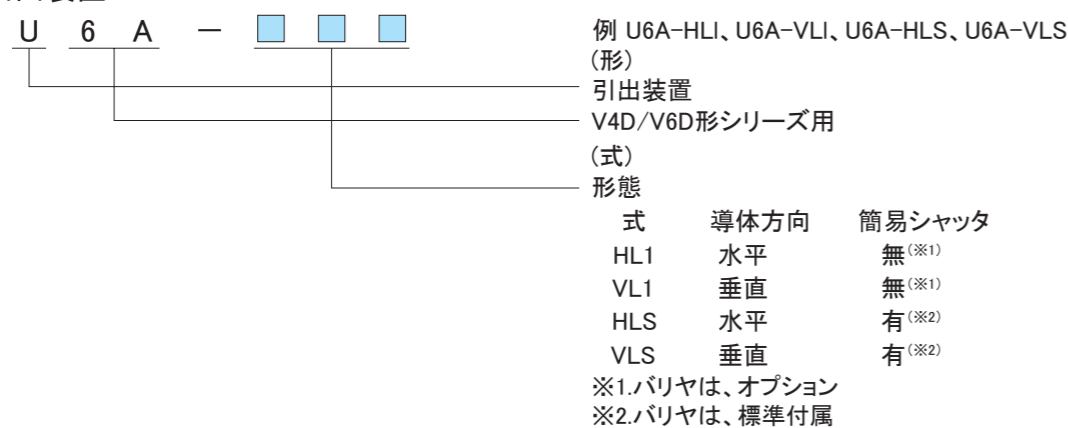 U 6 A − □ □ □
例 U6A-HLI、U6A-VLI、U6A-HLS、U6A-VLS
(形)
引出装置
V4D/V6D形シリーズ用
(式)
形態
式 導体方向 簡易シャッタ
HL1 水平 無(※1)
VL1 垂直 無(※1)
HLS 水平 有(※2)
VLS 垂直 有(※2)
※1.バリヤは、オプション
※2.バリヤは、標準付属